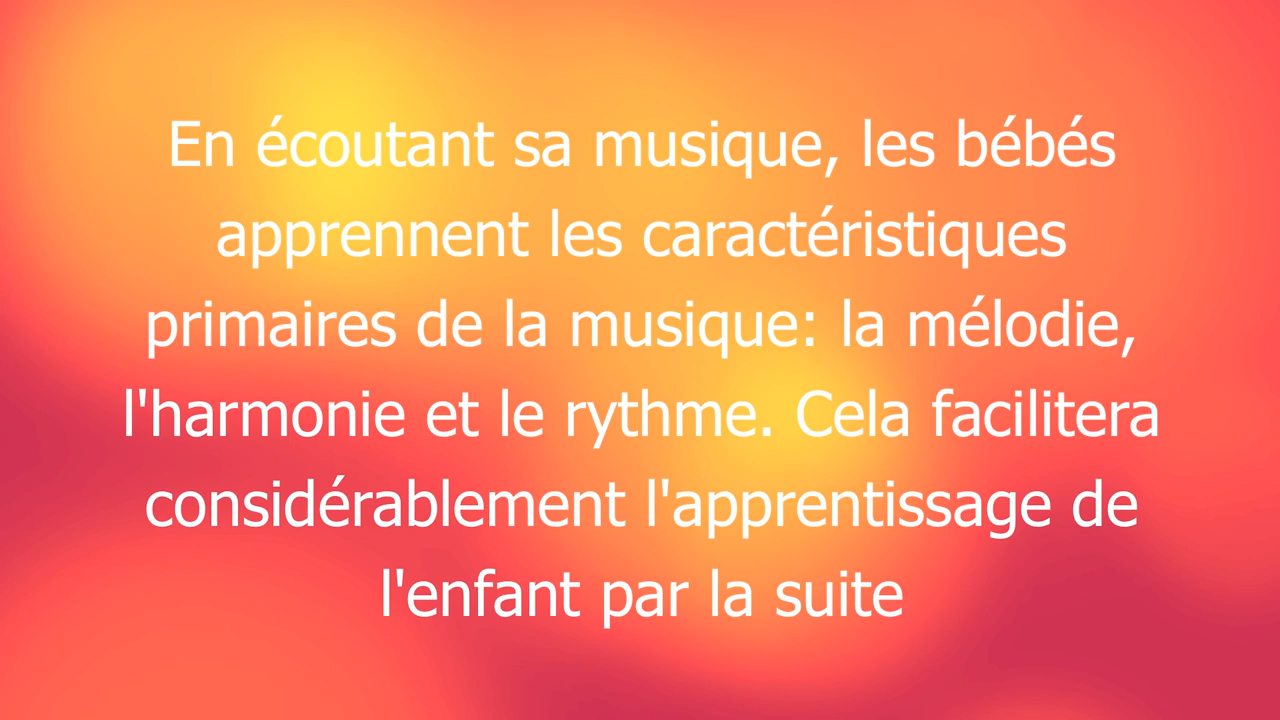 En écoutant sa musique, les bébés
apprennent les caractéristiques
primaires de la musique: la mélodie,
l'harmonie et le rythme. Cela facilitera
considérablement l'apprentissage de
l'enfant par la suite